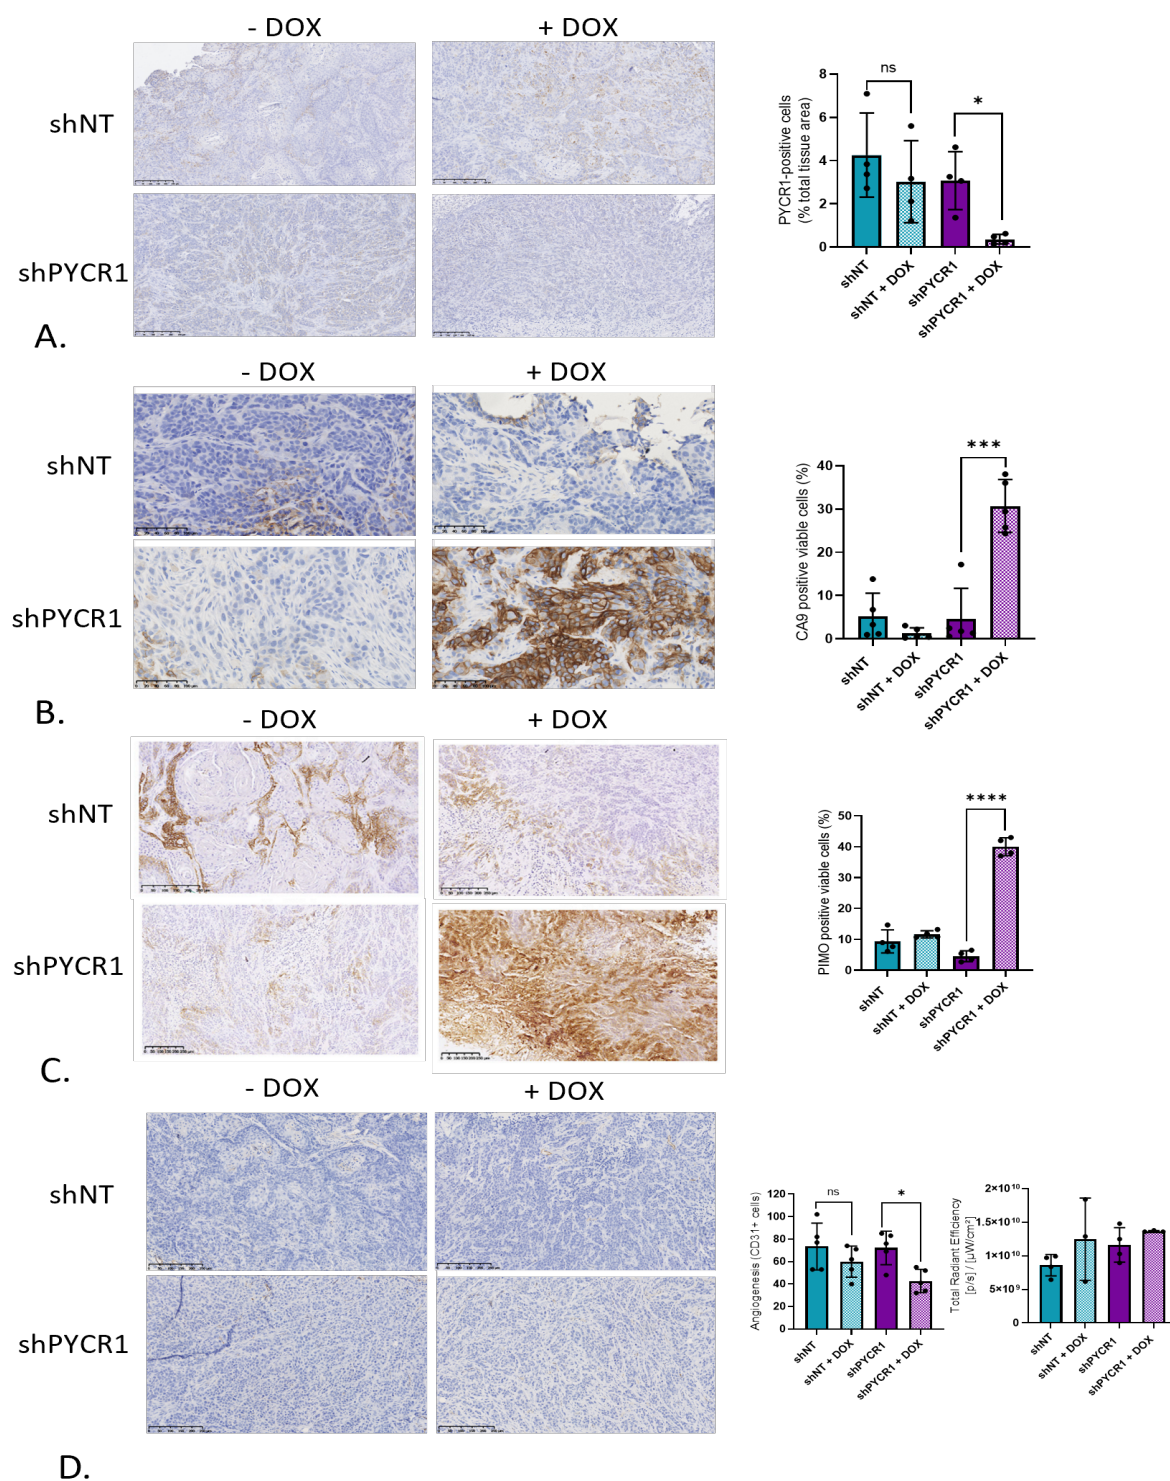 - DOX
+ DOX
shNT
shPYCR1
A.
PYCR1-positive cells
(% total tissue area)
8
6
4
2
0
ns
*
shNT
shNT + DOX
shPYCR1
shPYCR1 + DOX
- DOX
+ DOX
shNT
shPYCR1
B.
CA9 positive viable cells (%)
40
30
20
10
0
***
shNT
shNT + DOX
shPYCR1
shPYCR1 + DOX
- DOX
+ DOX
shNT
shPYCR1
C.
PIMO positive viable cells (%)
50
40
30
20
10
0
****
shNT
shNT + DOX
shPYCR1
shPYCR1 + DOX
- DOX
+ DOX
shNT
shPYCR1
D.
Angiogenesis (CD31+ cells)
120
100
80
60
40
20
0
ns
*
shNT
shNT + DOX
shPYCR1
shPYCR1 + DOX
Total Radiant Efficiency
[p/s] / [µW/cm²]
2×10¹⁰
1.5×10¹⁰
1×10¹⁰
5×10⁹
0
shNT
shNT + DOX
shPYCR1
shPYCR1 + DOX